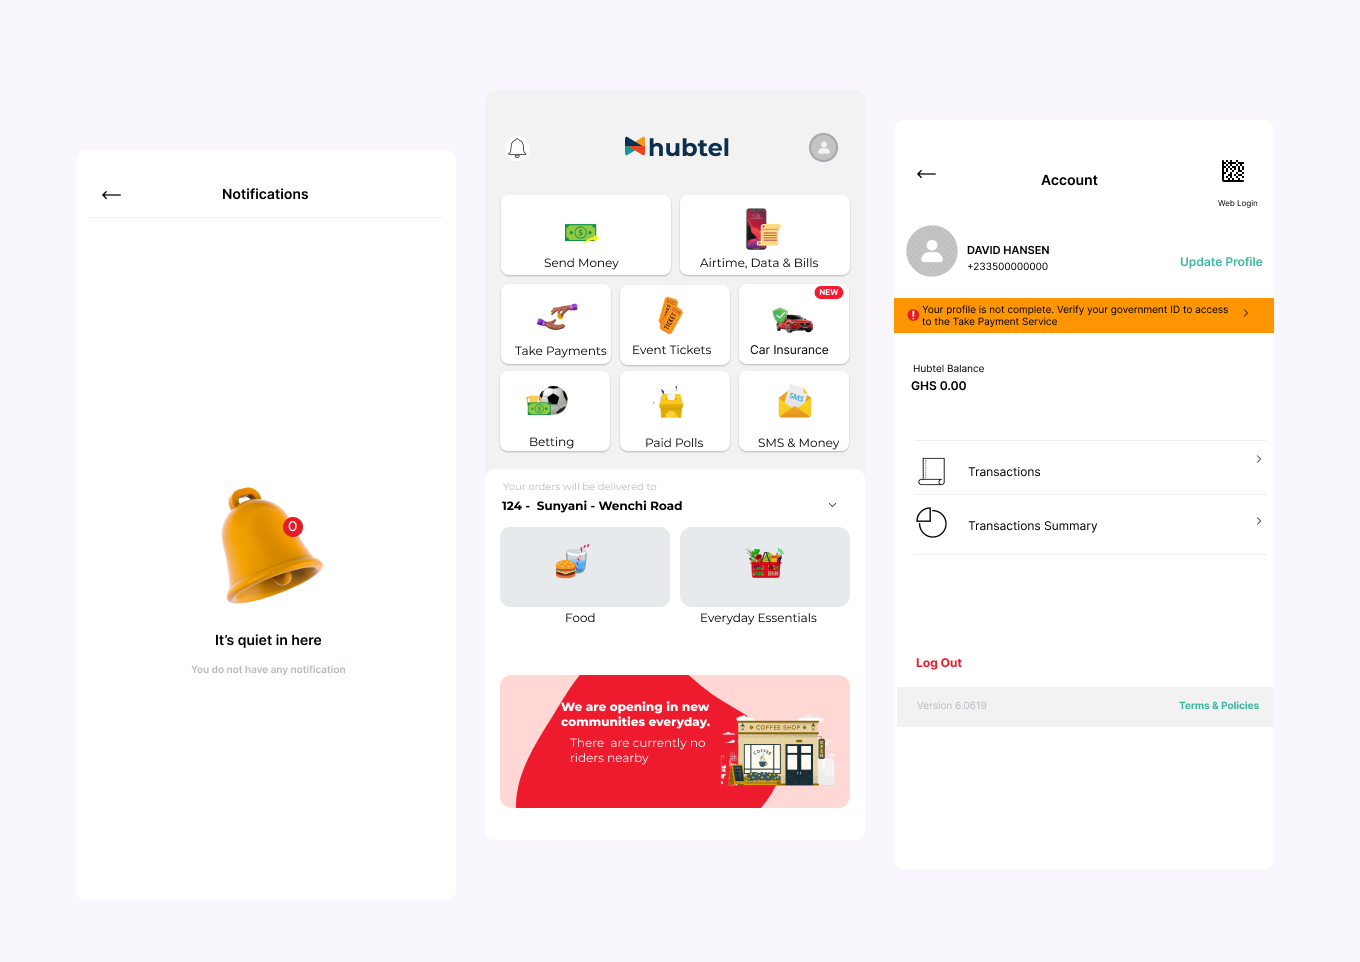 Notifications
0
It's quiet in here
You do not have any notification
hubtel
Send Money
Airtime, Data & Bills
NEW
TICKET
Take Payments
Event Tickets
Car Insurance
SMS
Betting
Paid Polls
SMS & Money
Your orders will be delivered to
124 -  Sunyani - Wenchi Road
Food
Everyday Essentials
We are opening in new
communities everyday.
There  are currently no
riders nearby
COFFEE SHOP
COFFEE
Account
Web Login
DAVID HANSEN
+233500000000
Update Profile
Your profile is not complete. Verify your government ID to access
to the Take Payment Service
Hubtel Balance
GHS 0.00
Transactions
Transactions Summary
Log Out
Version 6.0619
Terms & Policies